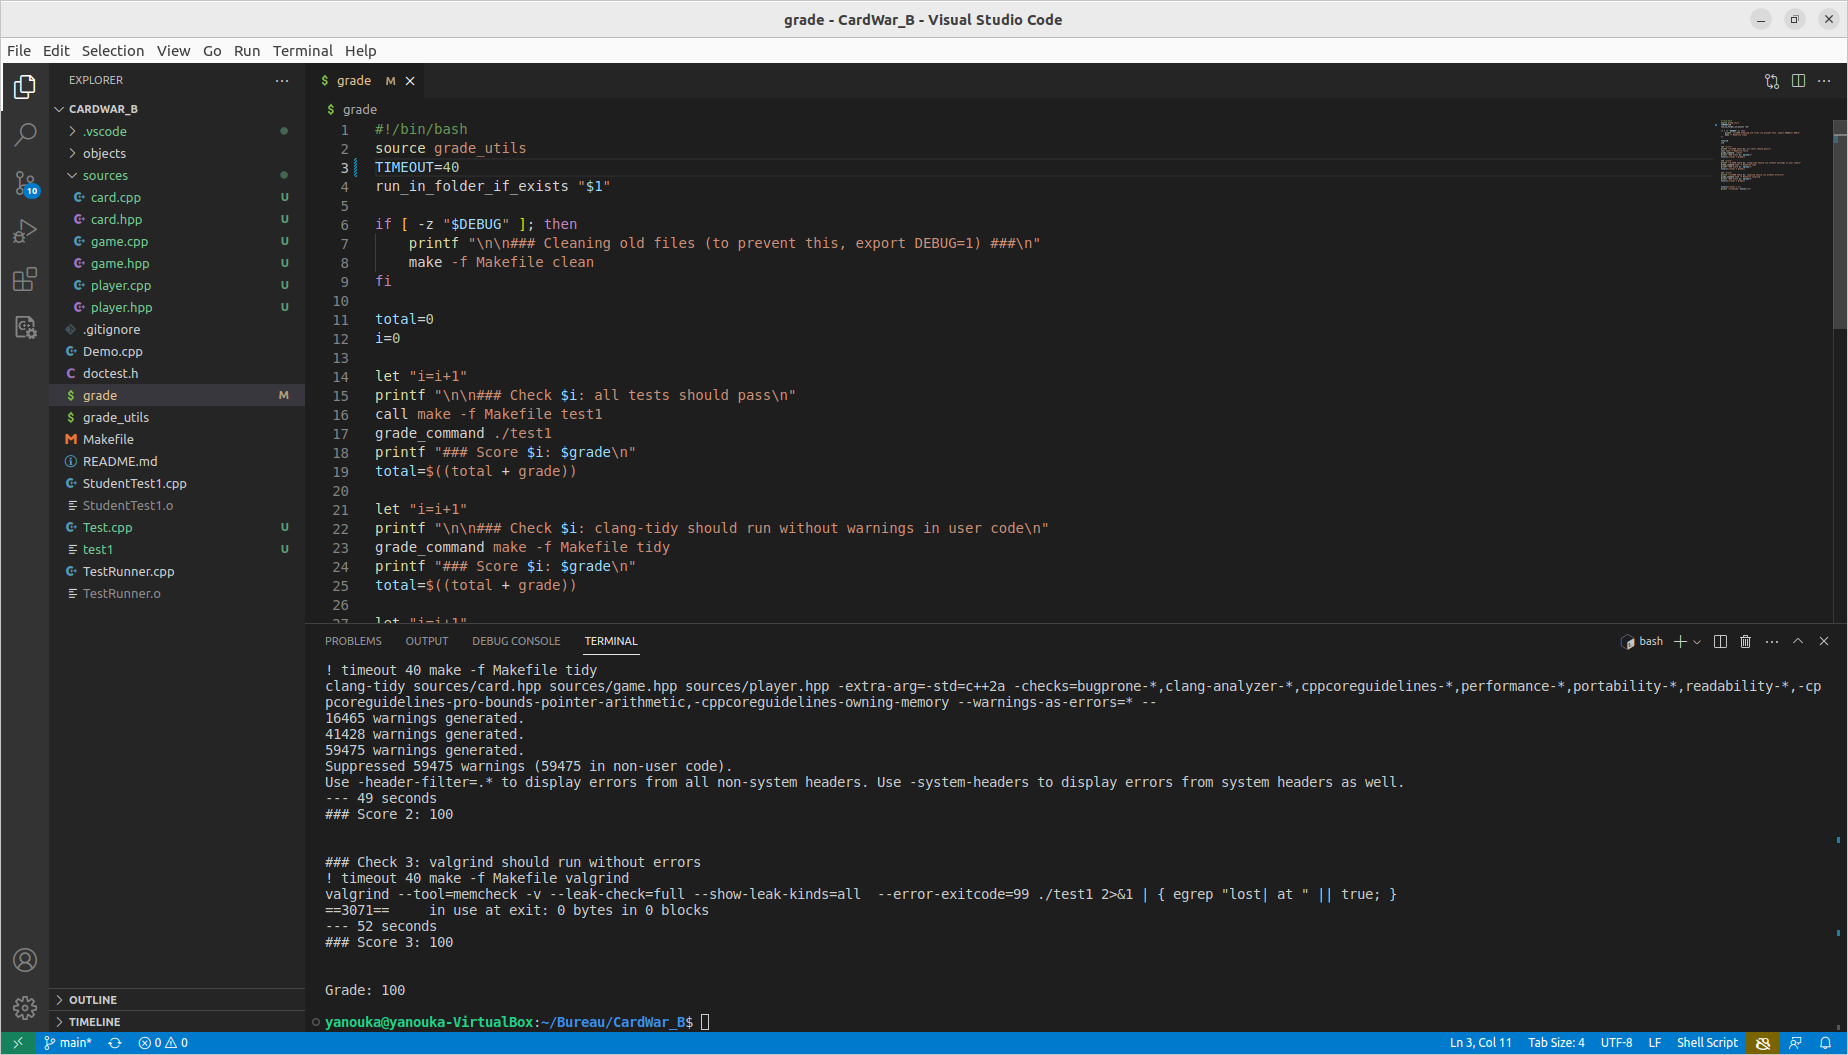 grade - CardWar_B - Visual Studio Code
File Edit Selection View Go Run Terminal Help
EXPLORER
CARDWAR_B
.vscode
objects
sources
card.cpp U
card.hpp U
game.cpp U
game.hpp U
player.cpp U
player.hpp U
.gitignore
Demo.cpp
doctest.h
grade M
grade_utils
Makefile
README.md
StudentTest1.cpp
StudentTest1.o
Test.cpp U
test1 U
TestRunner.cpp
TestRunner.o
OUTLINE
TIMELINE
10
$ grade M
$ grade
1 #!/bin/bash
2 source grade_utils
3 TIMEOUT=40
4 run_in_folder_if_exists "$1"
5
6 if [ -z "$DEBUG" ]; then
7 printf "\n\n### Cleaning old files (to prevent this, export DEBUG=1) ###\n"
8 make -f Makefile clean
9 fi
10
11 total=0
12 i=0
13
14 let "i=i+1"
15 printf "\n\n### Check $i: all tests should pass\n"
16 call make -f Makefile test1
17 grade_command ./test1
18 printf "### Score $i: $grade\n"
19 total=$((total + grade))
20
21 let "i=i+1"
22 printf "\n\n### Check $i: clang-tidy should run without warnings in user code\n"
23 grade_command make -f Makefile tidy
24 printf "### Score $i: $grade\n"
25 total=$((total + grade))
26
27 let "i=i+1"
PROBLEMS OUTPUT DEBUG CONSOLE TERMINAL
bash
! timeout 40 make -f Makefile tidy
clang-tidy sources/card.hpp sources/game.hpp sources/player.hpp -extra-arg=-std=c++2a -checks=bugprone-*,clang-analyzer-*,cppcoreguidelines-*,performance-*,portability-*,readability-*,-cp
pcoreguidelines-pro-bounds-pointer-arithmetic,-cppcoreguidelines-owning-memory --warnings-as-errors=* --
16465 warnings generated.
41428 warnings generated.
59475 warnings generated.
Suppressed 59475 warnings (59475 in non-user code).
Use -header-filter=.* to display errors from all non-system headers. Use -system-headers to display errors from system headers as well.
--- 49 seconds
### Score 2: 100
### Check 3: valgrind should run without errors
! timeout 40 make -f Makefile valgrind
valgrind --tool=memcheck -v --leak-check=full --show-leak-kinds=all  --error-exitcode=99 ./test1 2>&1 | { egrep "lost| at " || true; }
==3071==     in use at exit: 0 bytes in 0 blocks
--- 52 seconds
### Score 3: 100
Grade: 100
yanouka@yanouka-VirtualBox:~/Bureau/CardWar_B$
main* 0 0
Ln 3, Col 11 Tab Size: 4 UTF-8 LF Shell Script